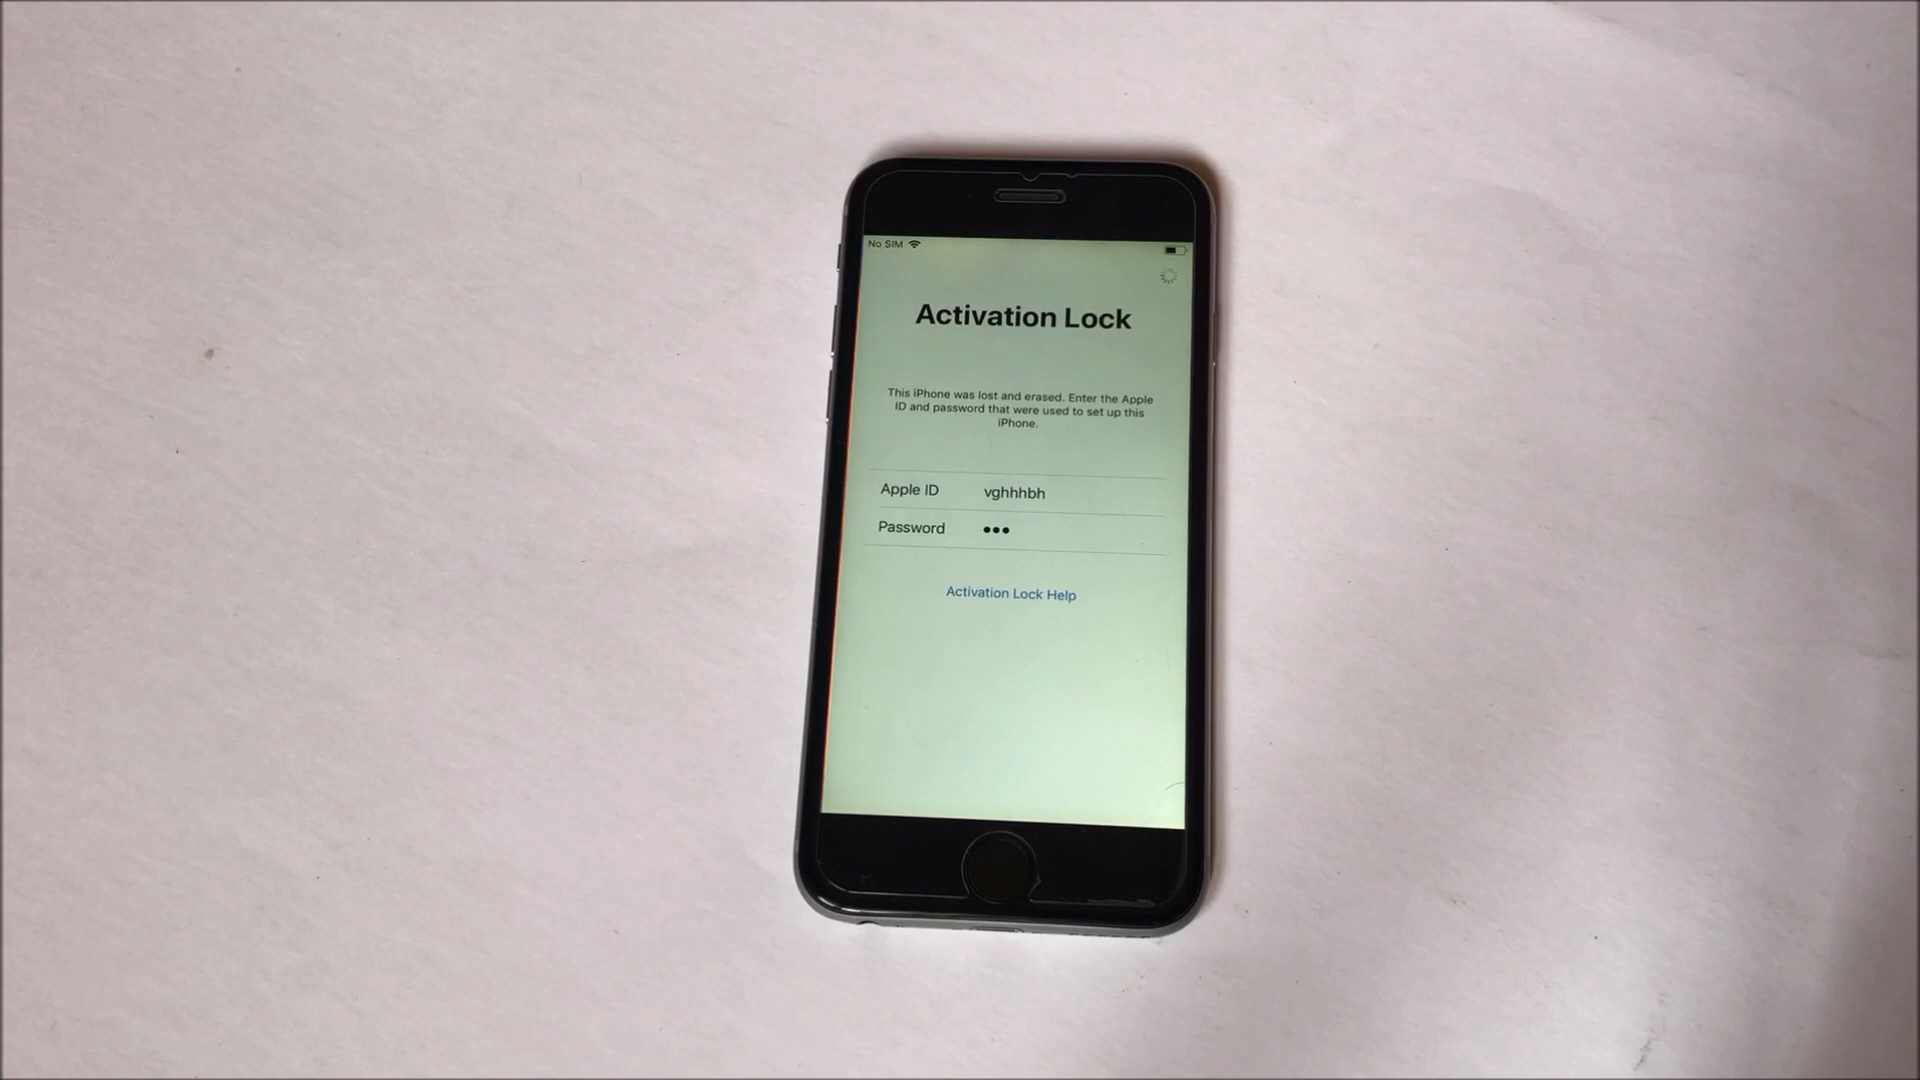 No SIM
Activation Lock
This iPhone was lost and erased. Enter the Apple
ID and password that were used to set up this
iPhone.
Apple ID vghhhbh
Password •••
Activation Lock Help